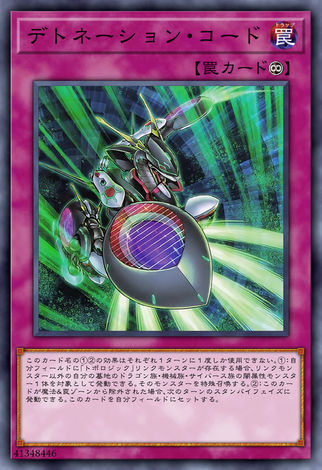 デトネーション・コード
トラップ
罠
【罠カード】
このカード名の①②の効果はそれぞれ１ターンに１度しか使用できない。①：自
分フィールドに「トポロジック」リンクモンスターが存在する場合、リンクモン
スター以外の自分の墓地のドラゴン族・機械族・サイバース族の闇属性モンスタ
ー１体を対象として発動できる。そのモンスターを特殊召喚する。②：このカー
ドが魔法&罠ゾーンから除外された場合、次のターンのスタンバイフェイズに
発動できる。このカードを自分フィールドにセットする。
41348446